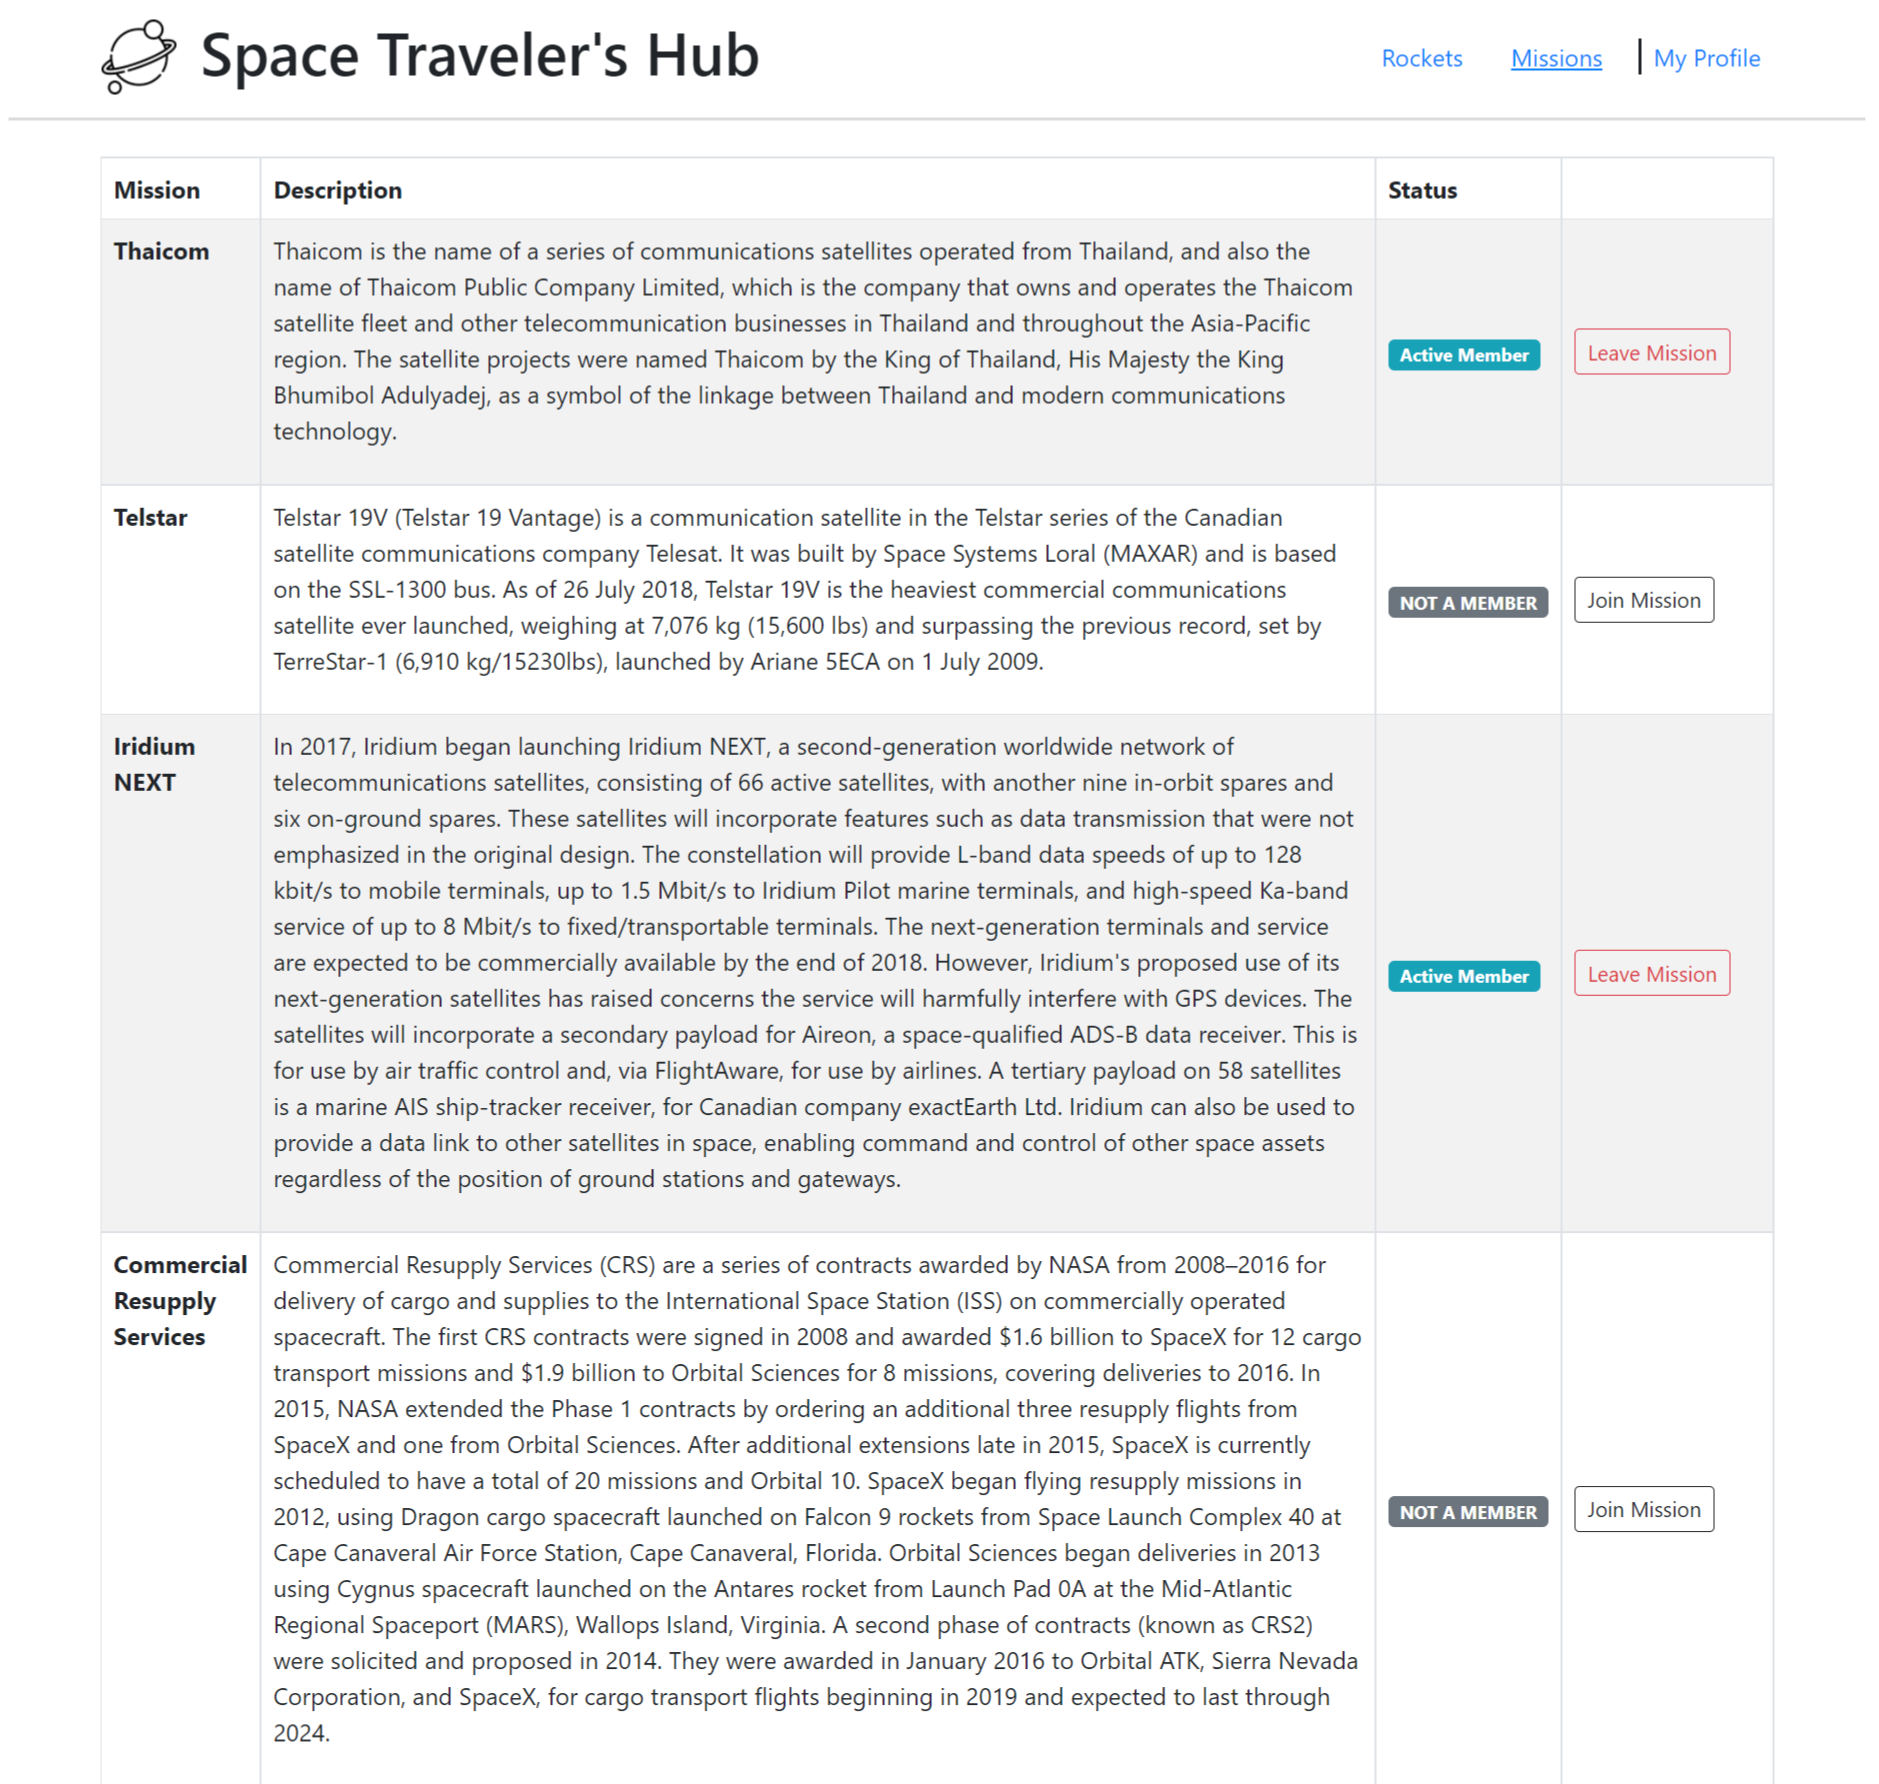 Space Traveler's Hub
Rockets
Missions
My Profile
Mission
Description
Status
Thaicom
Thaicom is the name of a series of communications satellites operated from Thailand, and also the
name of Thaicom Public Company Limited, which is the company that owns and operates the Thaicom
satellite fleet and other telecommunication businesses in Thailand and throughout the Asia-Pacific
region. The satellite projects were named Thaicom by the King of Thailand, His Majesty the King
Bhumibol Adulyadej, as a symbol of the linkage between Thailand and modern communications
technology.
Active Member
Leave Mission
Telstar
Telstar 19V (Telstar 19 Vantage) is a communication satellite in the Telstar series of the Canadian
satellite communications company Telesat. It was built by Space Systems Loral (MAXAR) and is based
on the SSL-1300 bus. As of 26 July 2018, Telstar 19V is the heaviest commercial communications
satellite ever launched, weighing at 7,076 kg (15,600 lbs) and surpassing the previous record, set by
TerreStar-1 (6,910 kg/15230lbs), launched by Ariane 5ECA on 1 July 2009.
NOT A MEMBER
Join Mission
Iridium
NEXT
In 2017, Iridium began launching Iridium NEXT, a second-generation worldwide network of
telecommunications satellites, consisting of 66 active satellites, with another nine in-orbit spares and
six on-ground spares. These satellites will incorporate features such as data transmission that were not
emphasized in the original design. The constellation will provide L-band data speeds of up to 128
kbit/s to mobile terminals, up to 1.5 Mbit/s to Iridium Pilot marine terminals, and high-speed Ka-band
service of up to 8 Mbit/s to fixed/transportable terminals. The next-generation terminals and service
are expected to be commercially available by the end of 2018. However, Iridium's proposed use of its
next-generation satellites has raised concerns the service will harmfully interfere with GPS devices. The
satellites will incorporate a secondary payload for Aireon, a space-qualified ADS-B data receiver. This is
for use by air traffic control and, via FlightAware, for use by airlines. A tertiary payload on 58 satellites
is a marine AIS ship-tracker receiver, for Canadian company exactEarth Ltd. Iridium can also be used to
provide a data link to other satellites in space, enabling command and control of other space assets
regardless of the position of ground stations and gateways.
Active Member
Leave Mission
Commercial
Resupply
Services
Commercial Resupply Services (CRS) are a series of contracts awarded by NASA from 2008–2016 for
delivery of cargo and supplies to the International Space Station (ISS) on commercially operated
spacecraft. The first CRS contracts were signed in 2008 and awarded $1.6 billion to SpaceX for 12 cargo
transport missions and $1.9 billion to Orbital Sciences for 8 missions, covering deliveries to 2016. In
2015, NASA extended the Phase 1 contracts by ordering an additional three resupply flights from
SpaceX and one from Orbital Sciences. After additional extensions late in 2015, SpaceX is currently
scheduled to have a total of 20 missions and Orbital 10. SpaceX began flying resupply missions in
2012, using Dragon cargo spacecraft launched on Falcon 9 rockets from Space Launch Complex 40 at
Cape Canaveral Air Force Station, Cape Canaveral, Florida. Orbital Sciences began deliveries in 2013
using Cygnus spacecraft launched on the Antares rocket from Launch Pad 0A at the Mid-Atlantic
Regional Spaceport (MARS), Wallops Island, Virginia. A second phase of contracts (known as CRS2)
were solicited and proposed in 2014. They were awarded in January 2016 to Orbital ATK, Sierra Nevada
Corporation, and SpaceX, for cargo transport flights beginning in 2019 and expected to last through
2024.
NOT A MEMBER
Join Mission